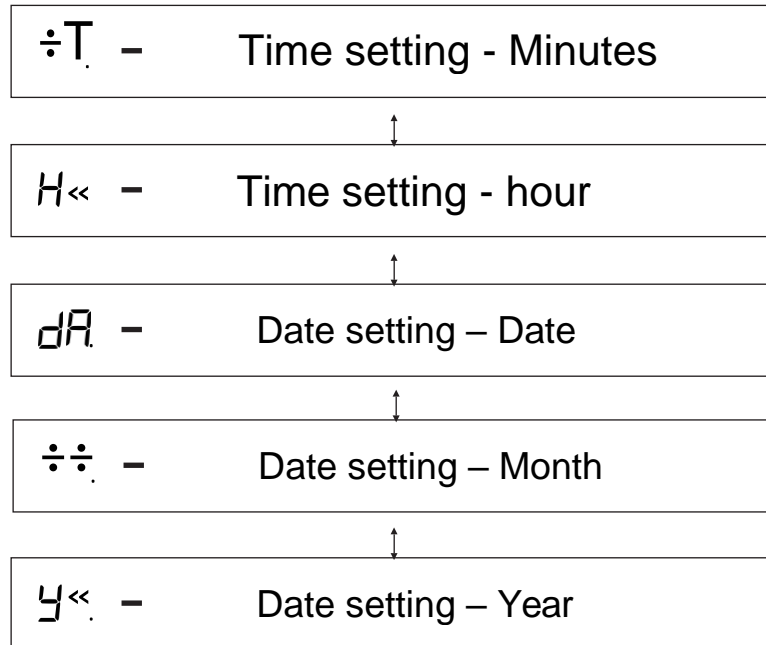 ÷T. – Time setting - Minutes
H« – Time setting - hour
dA. – Date setting – Date
÷÷. – Date setting – Month
y«. – Date setting – Year